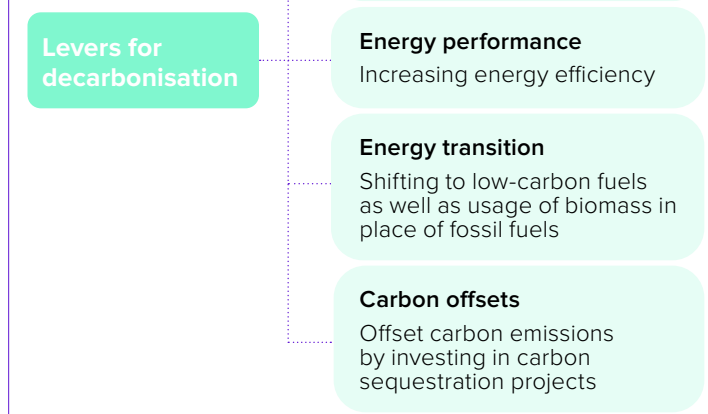 Levers for
decarbonisation
Energy performance
Increasing energy efficiency
Energy transition
Shifting to low-carbon fuels
as well as usage of biomass in
place of fossil fuels
Carbon offsets
Offset carbon emissions
by investing in carbon
sequestration projects